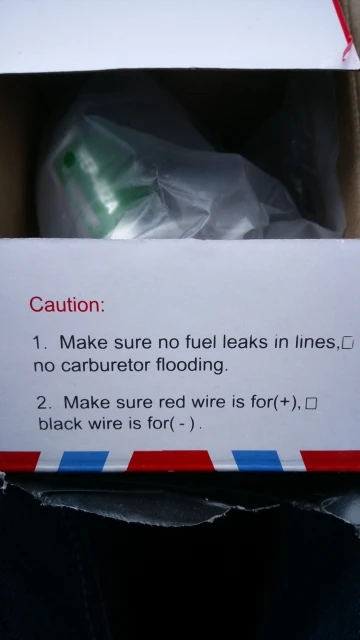 Caution:
1. Make sure no fuel leaks in lines,□
no carburetor flooding.
2. Make sure red wire is for(+),□
black wire is for( - ).